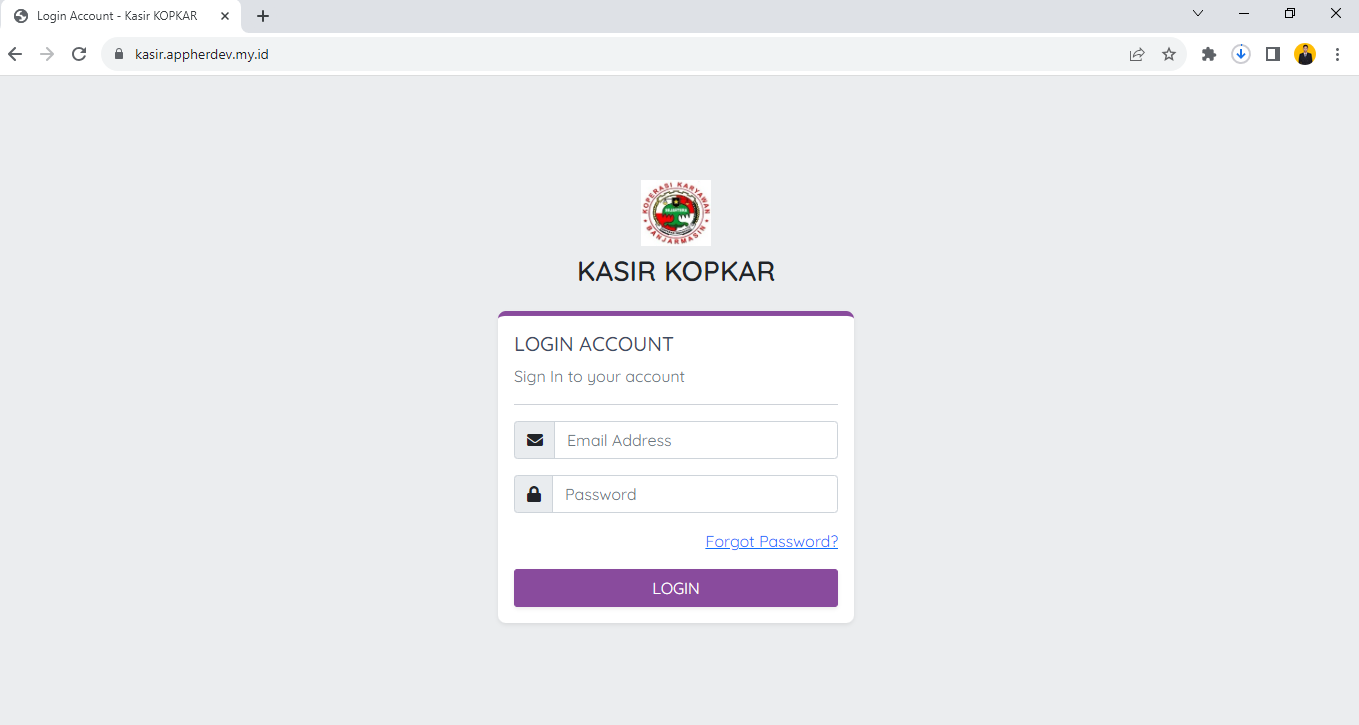 Login Account - Kasir KOPKAR
kasir.appherdev.my.id
KOPERASI KARYAWAN
BANJARMASIN
KASIR KOPKAR
LOGIN ACCOUNT
Sign In to your account
Email Address
Password
Forgot Password?
LOGIN